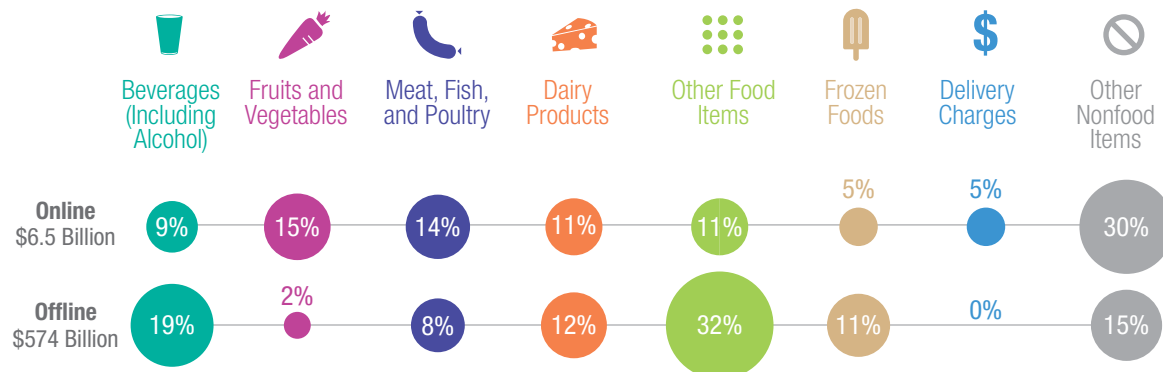 $
Beverages
(Including
Alcohol)
Fruits and
Vegetables
Meat, Fish,
and Poultry
Dairy
Products
Other Food
Items
Frozen
Foods
Delivery
Charges
Other
Nonfood
Items
Online
$6.5 Billion
9%
15%
14%
11%
11%
5%
5%
30%
Offline
$574 Billion
19%
2%
8%
12%
32%
11%
0%
15%